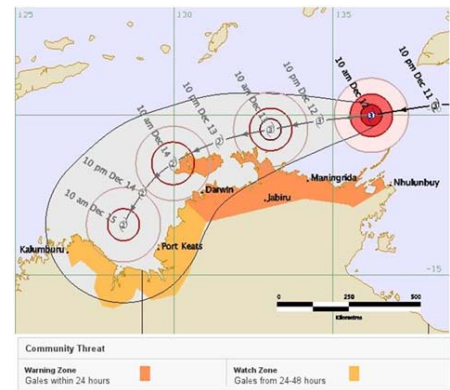 125
130
135
10 pm Dec 11
10 am Dec 12
10 pm Dec 12
10 am Dec 13
10 pm Dec 13
10 am Dec 14
10 pm Dec 14
10 am Dec 15
Darwin
Jabiru
Maningrida
Nhulunbuy
Kalumburu
Port Keats
-15
0
250
500
Kilometres
Community Threat
Warning Zone
Gales within 24 hours
Watch Zone
Gales from 24-48 hours